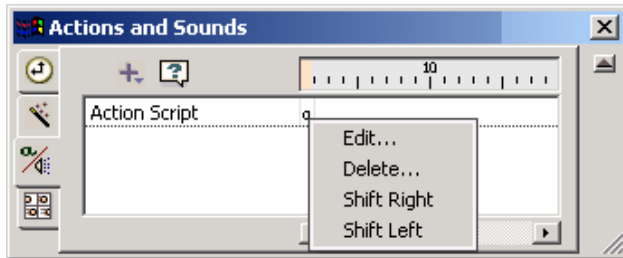 Actions and Sounds
10
Action Script a
Edit...
Delete...
Shift Right
Shift Left